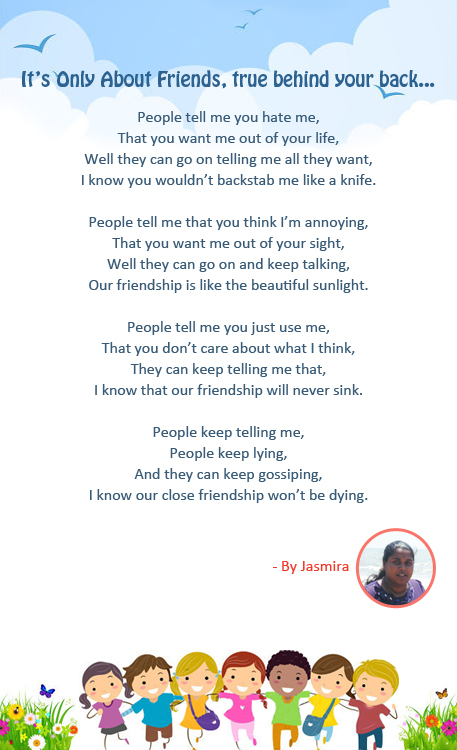 It's Only About Friends, true behind your back...
People tell me you hate me,
That you want me out of your life,
Well they can go on telling me all they want,
I know you wouldn't backstab me like a knife.
People tell me that you think I'm annoying,
That you want me out of your sight,
Well they can go on and keep talking,
Our friendship is like the beautiful sunlight.
People tell me you just use me,
That you don't care about what I think,
They can keep telling me that,
I know that our friendship will never sink.
People keep telling me,
People keep lying,
And they can keep gossiping,
I know our close friendship won't be dying.
- By Jasmira